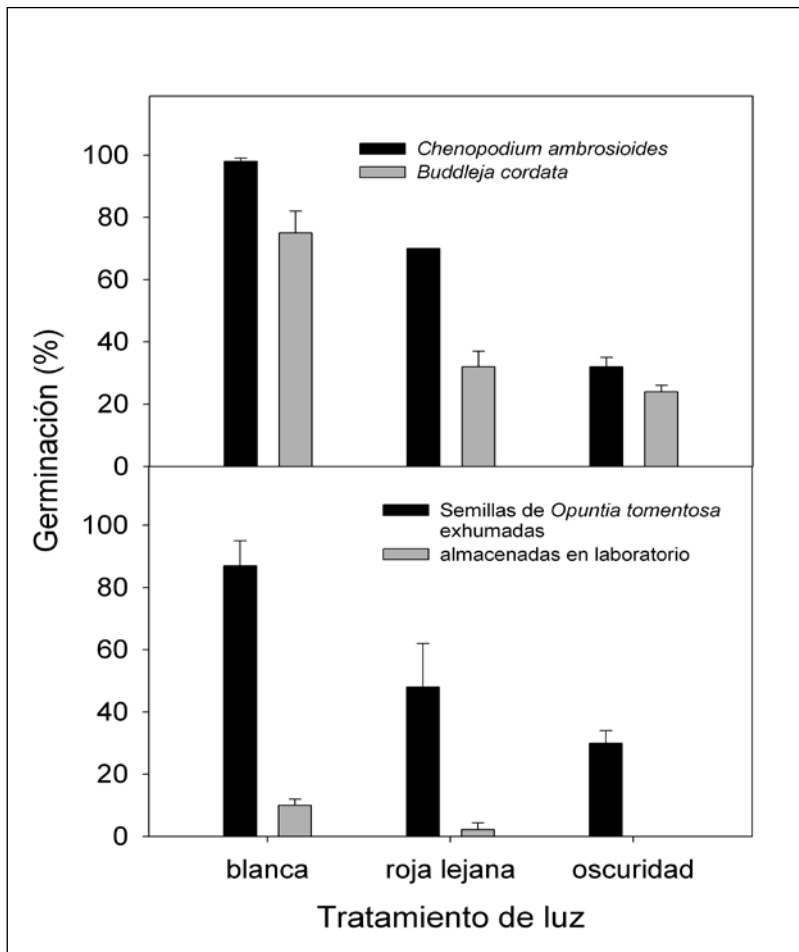 Germinación (%)
100
80
60
40
20
0
Chenopodium ambrosioides
Buddleja cordata
100
80
60
40
20
0
Semillas de Opuntia tomentosa
exhumadas
almacenadas en laboratorio
blanca
roja lejana
oscuridad
Tratamiento de luz